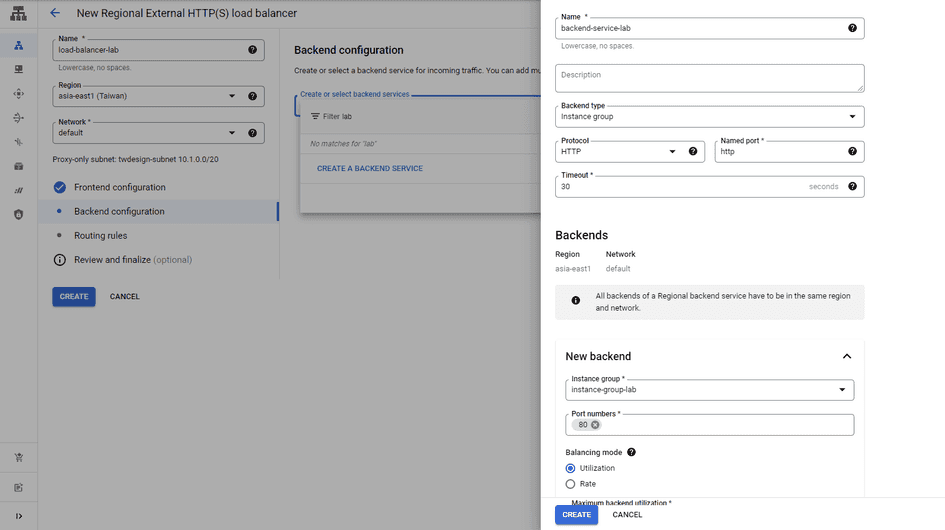 New Regional External HTTP(S) load balancer
Name *
load-balancer-lab
Lowercase, no spaces.
Region
asia-east1 (Taiwan)
Network *
default
Proxy-only subnet: twdesign-subnet 10.1.0.0/20
Frontend configuration
Backend configuration
Routing rules
Review and finalize (optional)
CREATE
CANCEL
Backend configuration
Create or select a backend service for incoming traffic. You can add mu
Create or select backend services
Filter lab
No matches for "lab"
CREATE A BACKEND SERVICE
Name *
backend-service-lab
Lowercase, no spaces.
Description
Backend type
Instance group
Protocol
HTTP
Named port *
http
Timeout *
30
seconds
Backends
Region
Network
asia-east1
default
All backends of a Regional backend service have to be in the same region
and network.
New backend
Instance group *
instance-group-lab
Port numbers *
80
Balancing mode
Utilization
Rate
Maximum backend utilization *
CREATE
CANCEL